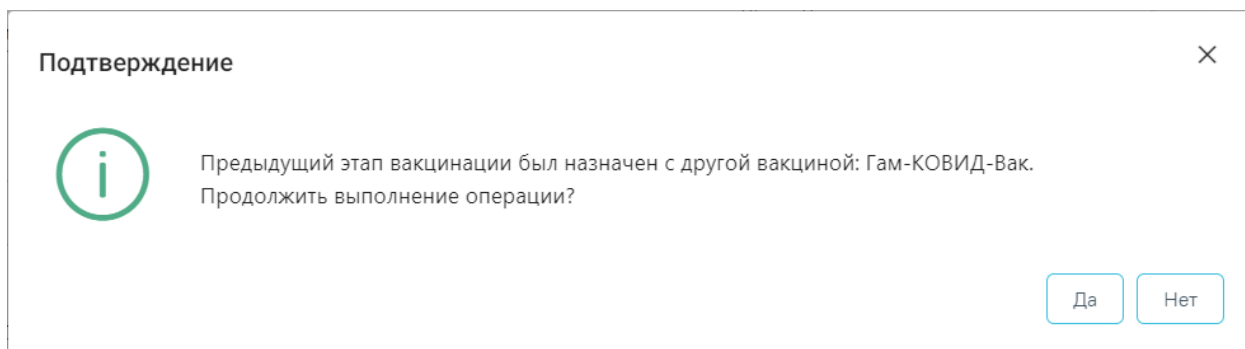 Подтверждение
Предыдущий этап вакцинации был назначен с другой вакциной: Гам-КОВИД-Вак.
Продолжить выполнение операции?
Да
Нет